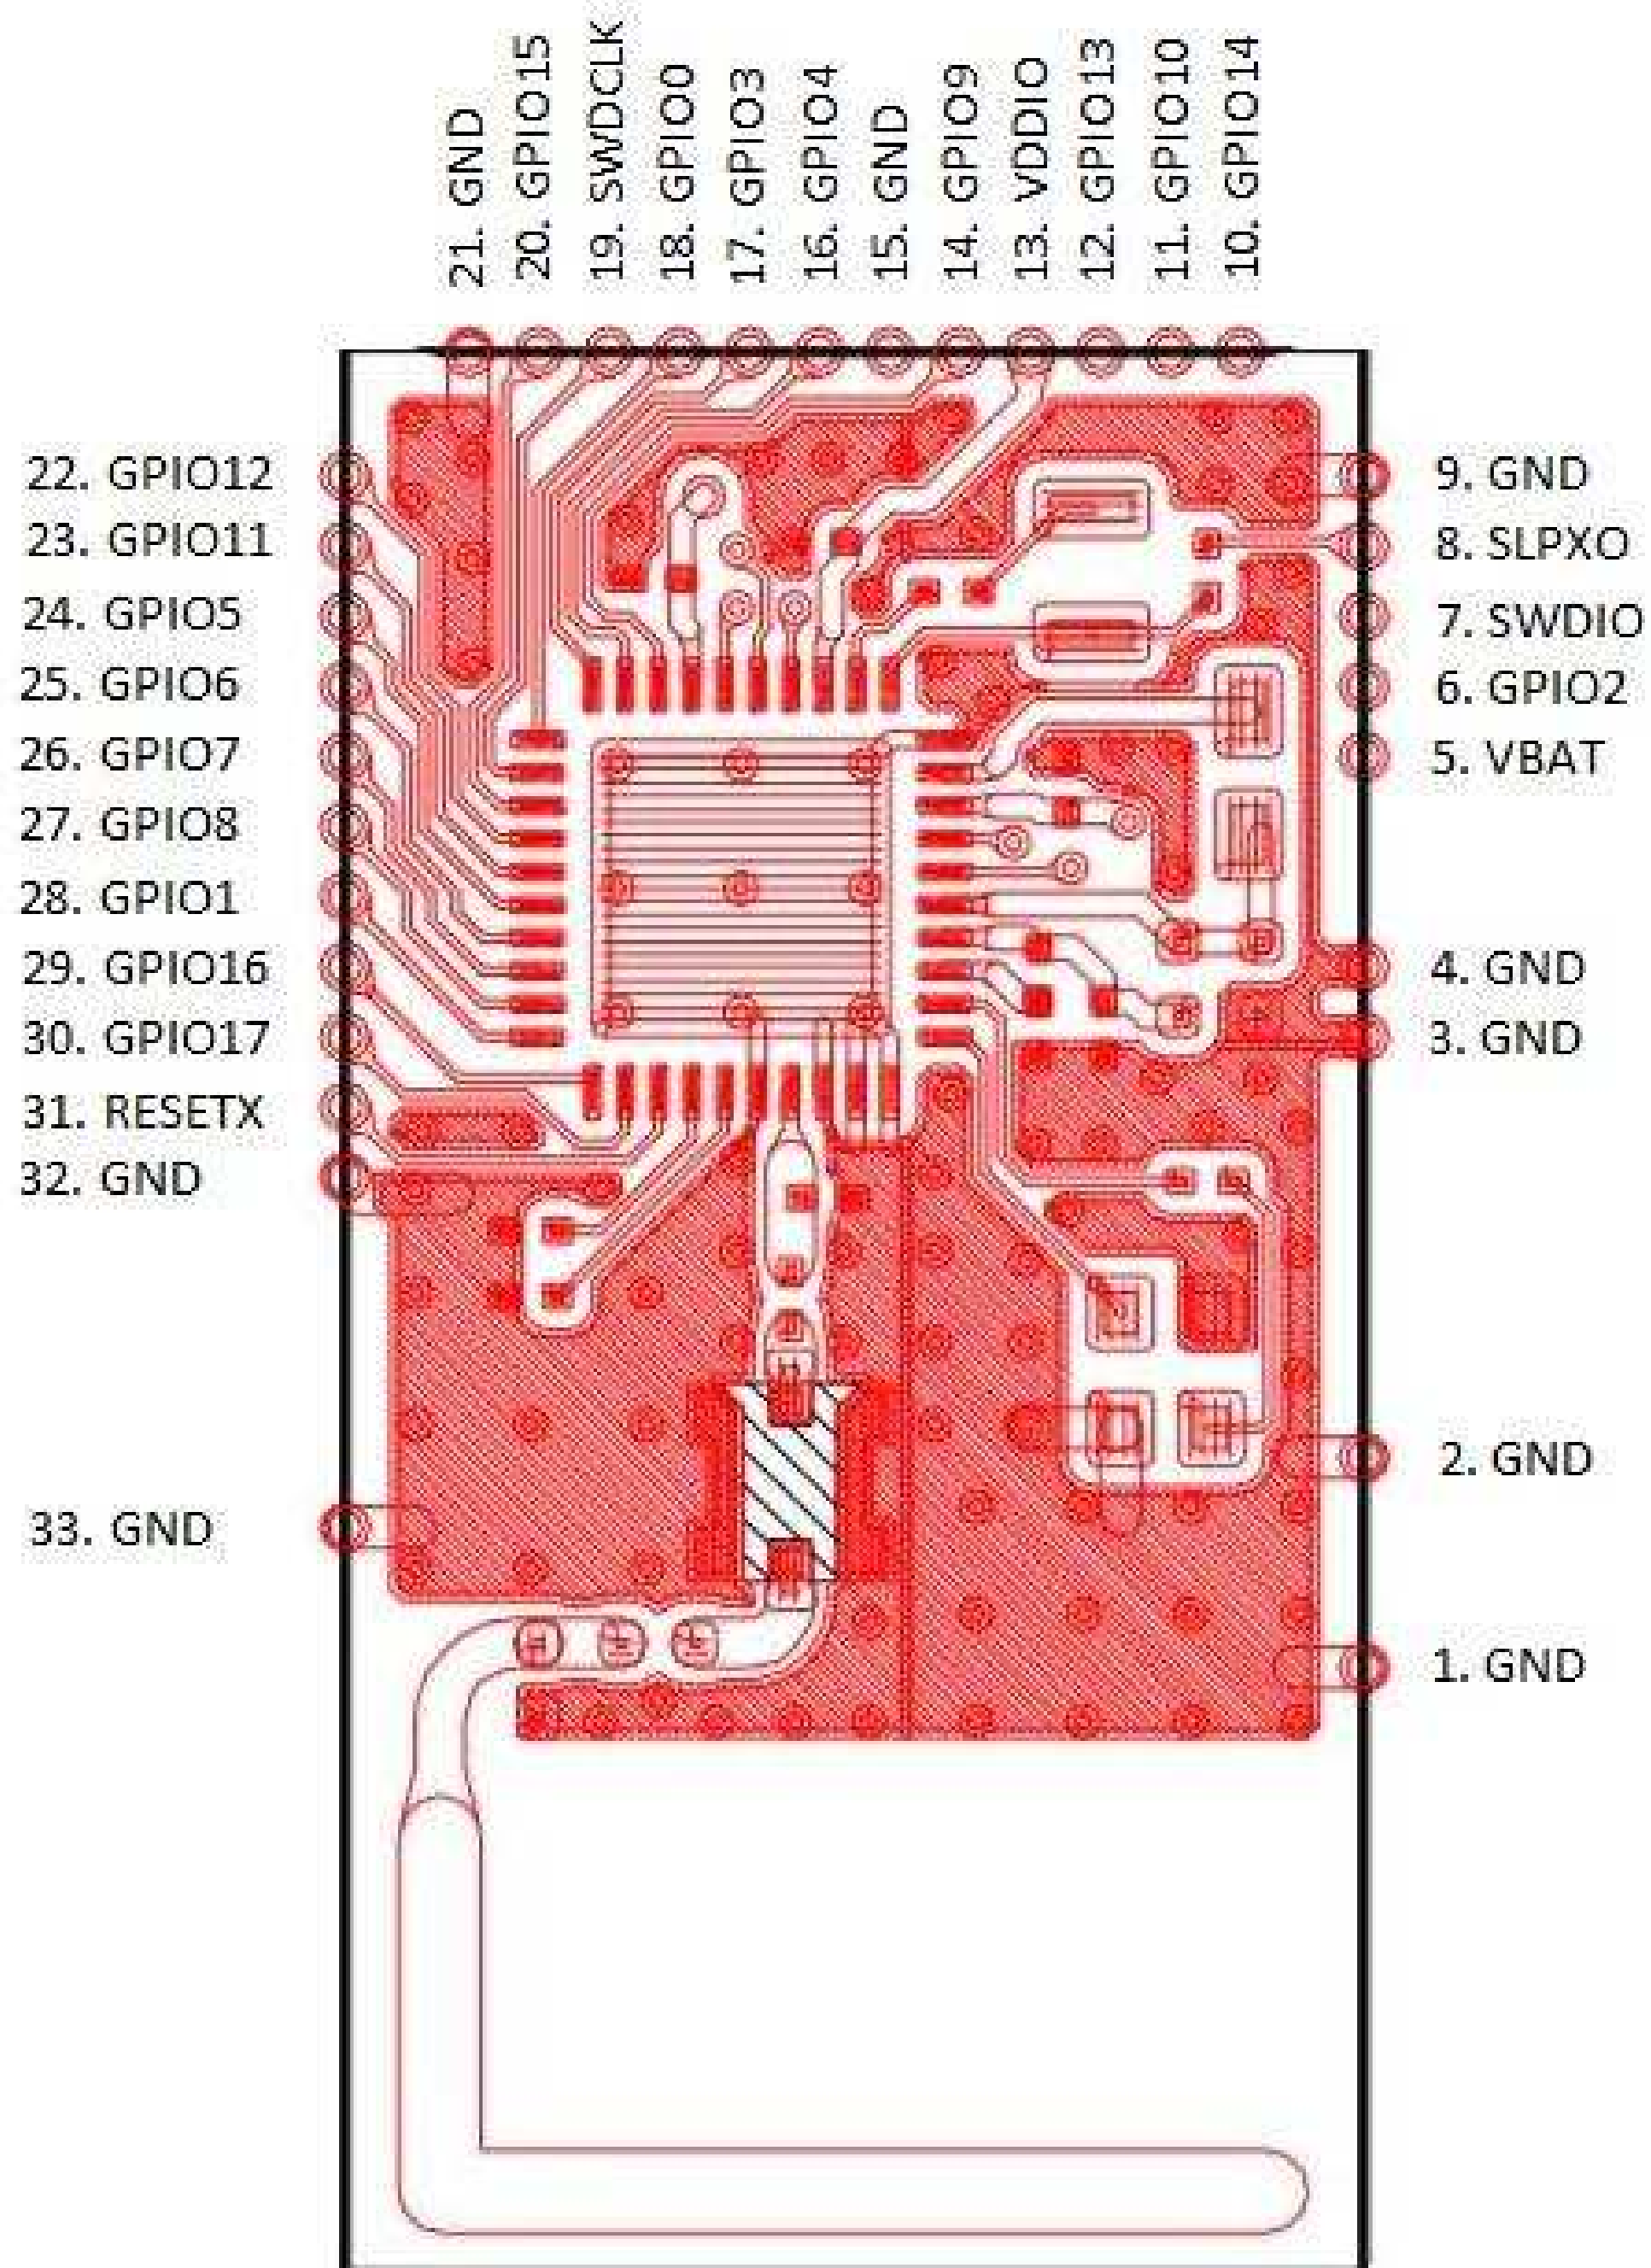 21. GND
20. GPIO15
19. SWDCLK
18. GPIO0
17. GPIO3
16. GPIO4
15. GND
14. GPIO9
13. VDDIO
12. GPIO13
11. GPIO10
10. GPIO14
22. GPIO12
23. GPIO11
24. GPIO5
25. GPIO6
26. GPIO7
27. GPIO8
28. GPIO1
29. GPIO16
30. GPIO17
31. RESETX
32. GND
33. GND
9. GND
8. SLPXO
7. SWDIO
6. GPIO2
5. VBAT
4. GND
3. GND
2. GND
1. GND